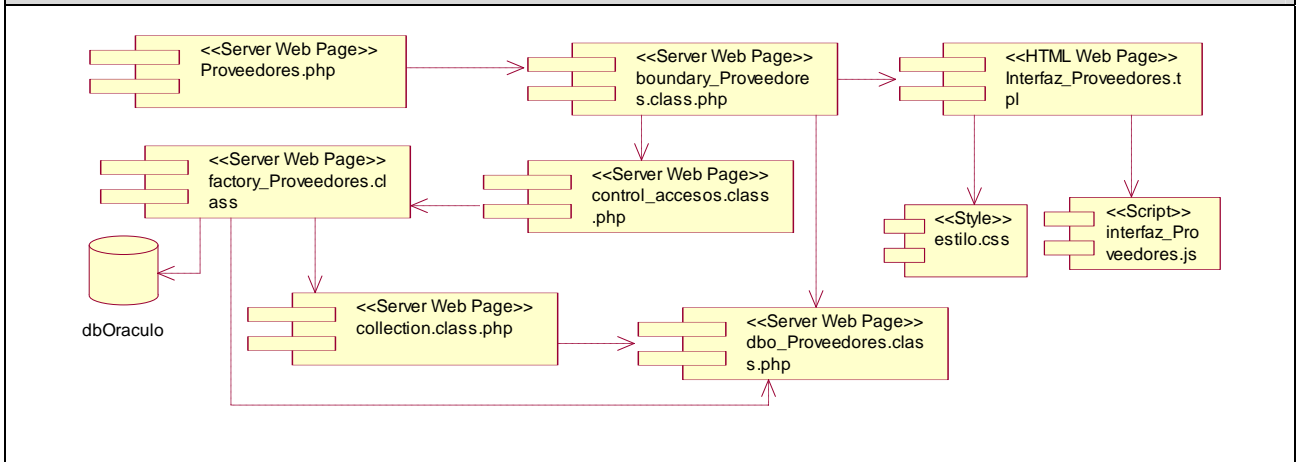 <<Server Web Page>>
Proveedores.php
<<Server Web Page>>
boundary_Proveedore
s.class.php
<<HTML Web Page>>
Interfaz_Proveedores.t
pl
<<Server Web Page>>
factory_Proveedores.cl
ass
<<Server Web Page>>
control_accesos.class
.php
<<Style>>
estilo.css
<<Script>>
interfaz_Pro
veedores.js
dbOraculo
<<Server Web Page>>
collection.class.php
<<Server Web Page>>
dbo_Proveedores.clas
s.php